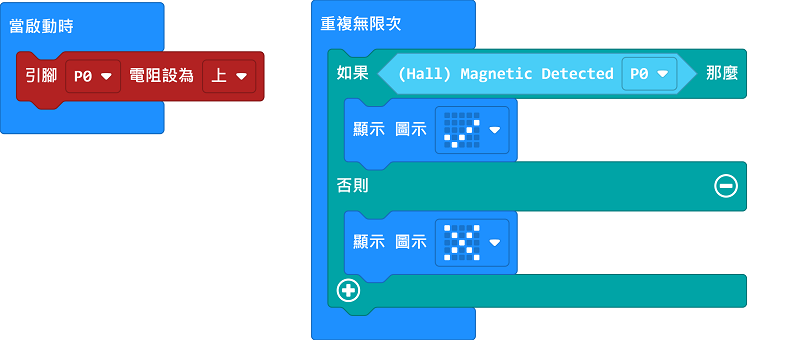 當啟動時
引腳 P0 電阻設為 上
重複無限次
如果 (Hall) Magnetic Detected P0 那麼
顯示 圖示
否則
顯示 圖示